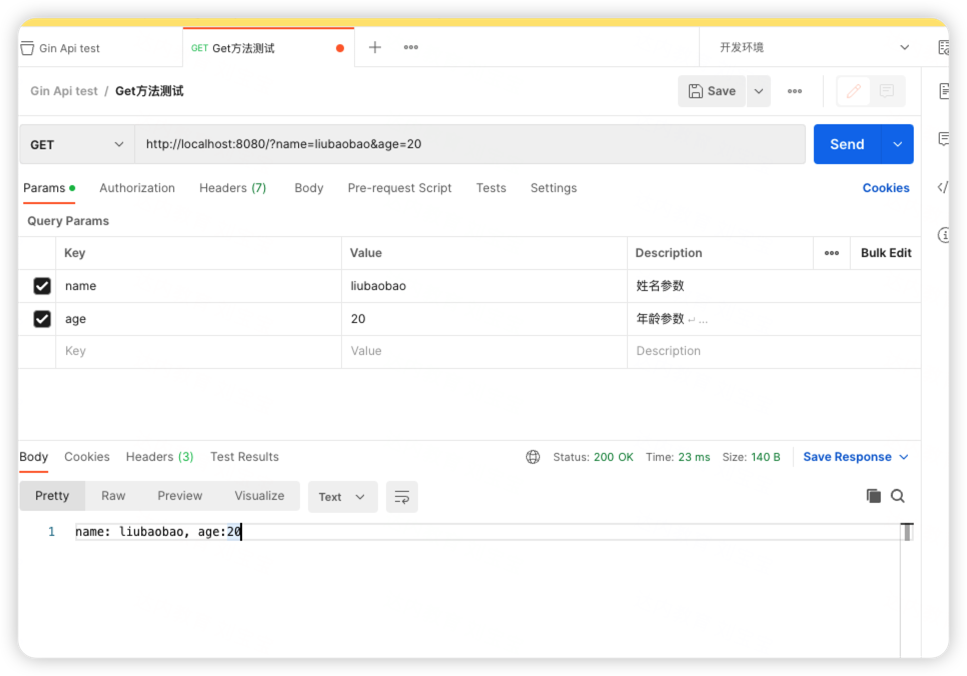 Gin Api test GET Get方法测试 开发环境
Gin Api test / Get方法测试 Save
GET http://localhost:8080/?name=liubaobao&age=20 Send
Params Authorization Headers (7) Body Pre-request Script Tests Settings Cookies
Query Params
Key Value Description Bulk Edit
name liubaobao 姓名参数
age 20 年龄参数 ↵ ...
Key Value Description
Body Cookies Headers (3) Test Results Status: 200 OK Time: 23 ms Size: 140 B Save Response
Pretty Raw Preview Visualize Text
1 name: liubaobao, age:20